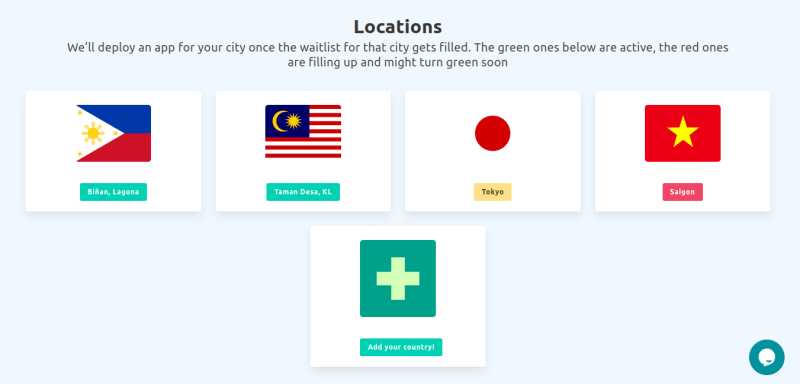 Locations
We'll deploy an app for your city once the waitlist for that city gets filled. The green ones below are active, the red ones
are filling up and might turn green soon
Biñan, Laguna
Taman Desa, KL
Tokyo
Saigon
Add your country!